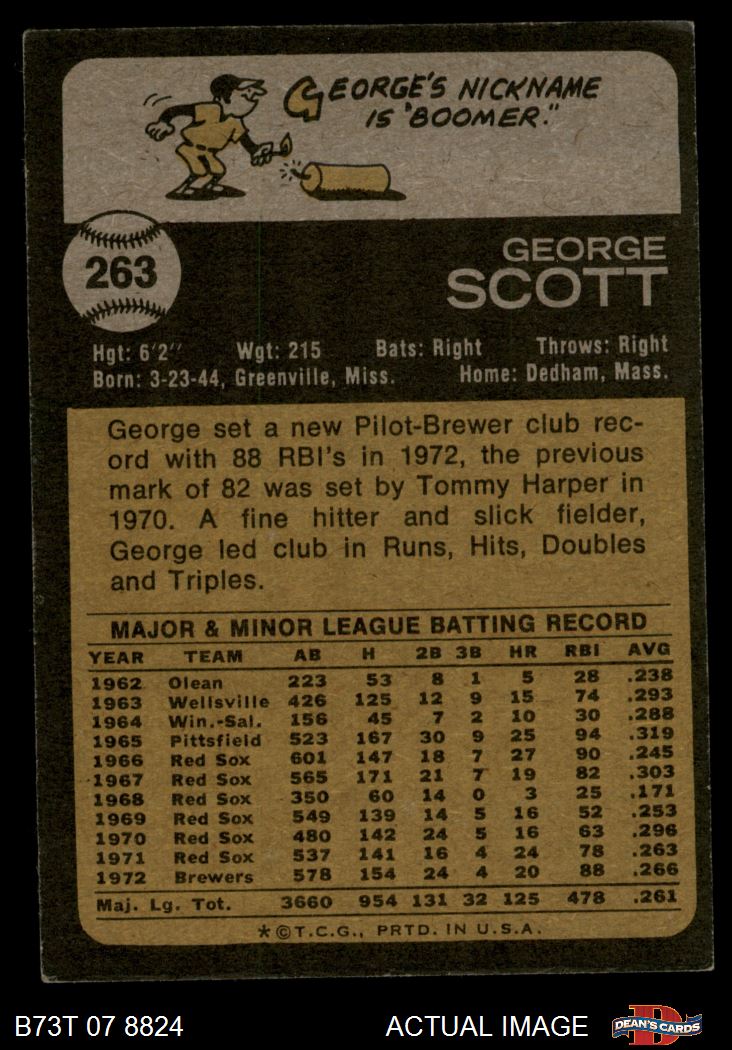 GEORGE'S NICKNAME
IS "BOOMER."
263
GEORGE
SCOTT
Hgt: 6'2" Wgt: 215 Bats: Right Throws: Right
Born: 3-23-44, Greenville, Miss. Home: Dedham, Mass.
George set a new Pilot-Brewer club rec-
ord with 88 RBI's in 1972, the previous
mark of 82 was set by Tommy Harper in
1970. A fine hitter and slick fielder,
George led club in Runs, Hits, Doubles
and Triples.
MAJOR & MINOR LEAGUE BATTING RECORD
YEAR TEAM AB H 2B 3B HR RBI AVG
1962 Olean 223 53 8 1 5 28 .238
1963 Wellsville 426 125 12 9 15 74 .293
1964 Win.-Sal. 156 45 7 2 10 30 .288
1965 Pittsfield 523 167 30 9 25 94 .319
1966 Red Sox 601 147 18 7 27 90 .245
1967 Red Sox 565 171 21 7 19 82 .303
1968 Red Sox 350 60 14 0 3 25 .171
1969 Red Sox 549 139 14 5 16 52 .253
1970 Red Sox 480 142 24 5 16 63 .296
1971 Red Sox 537 141 16 4 24 78 .263
1972 Brewers 578 154 24 4 20 88 .266
Maj. Lg. Tot. 3660 954 131 32 125 478 .261
*©T.C.G., PRTD. IN U.S.A.
B73T 07 8824 ACTUAL IMAGE D DEAN'S CARDS